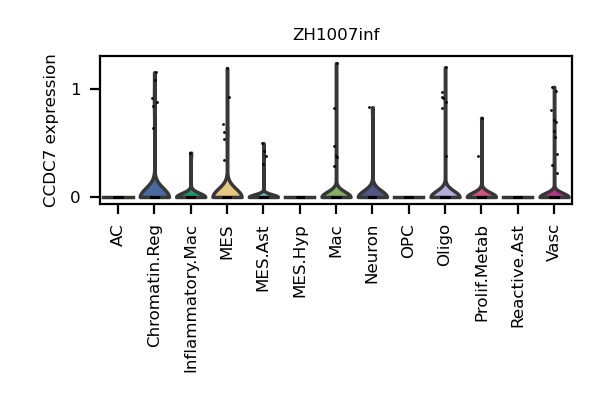 ZH1007inf
CCDC7 expression
1
0
AC
Chromatin.Reg
Inflammatory.Mac
MES
MES.Ast
MES.Hyp
Mac
Neuron
OPC
Oligo
Prolif.Metab
Reactive.Ast
Vasc